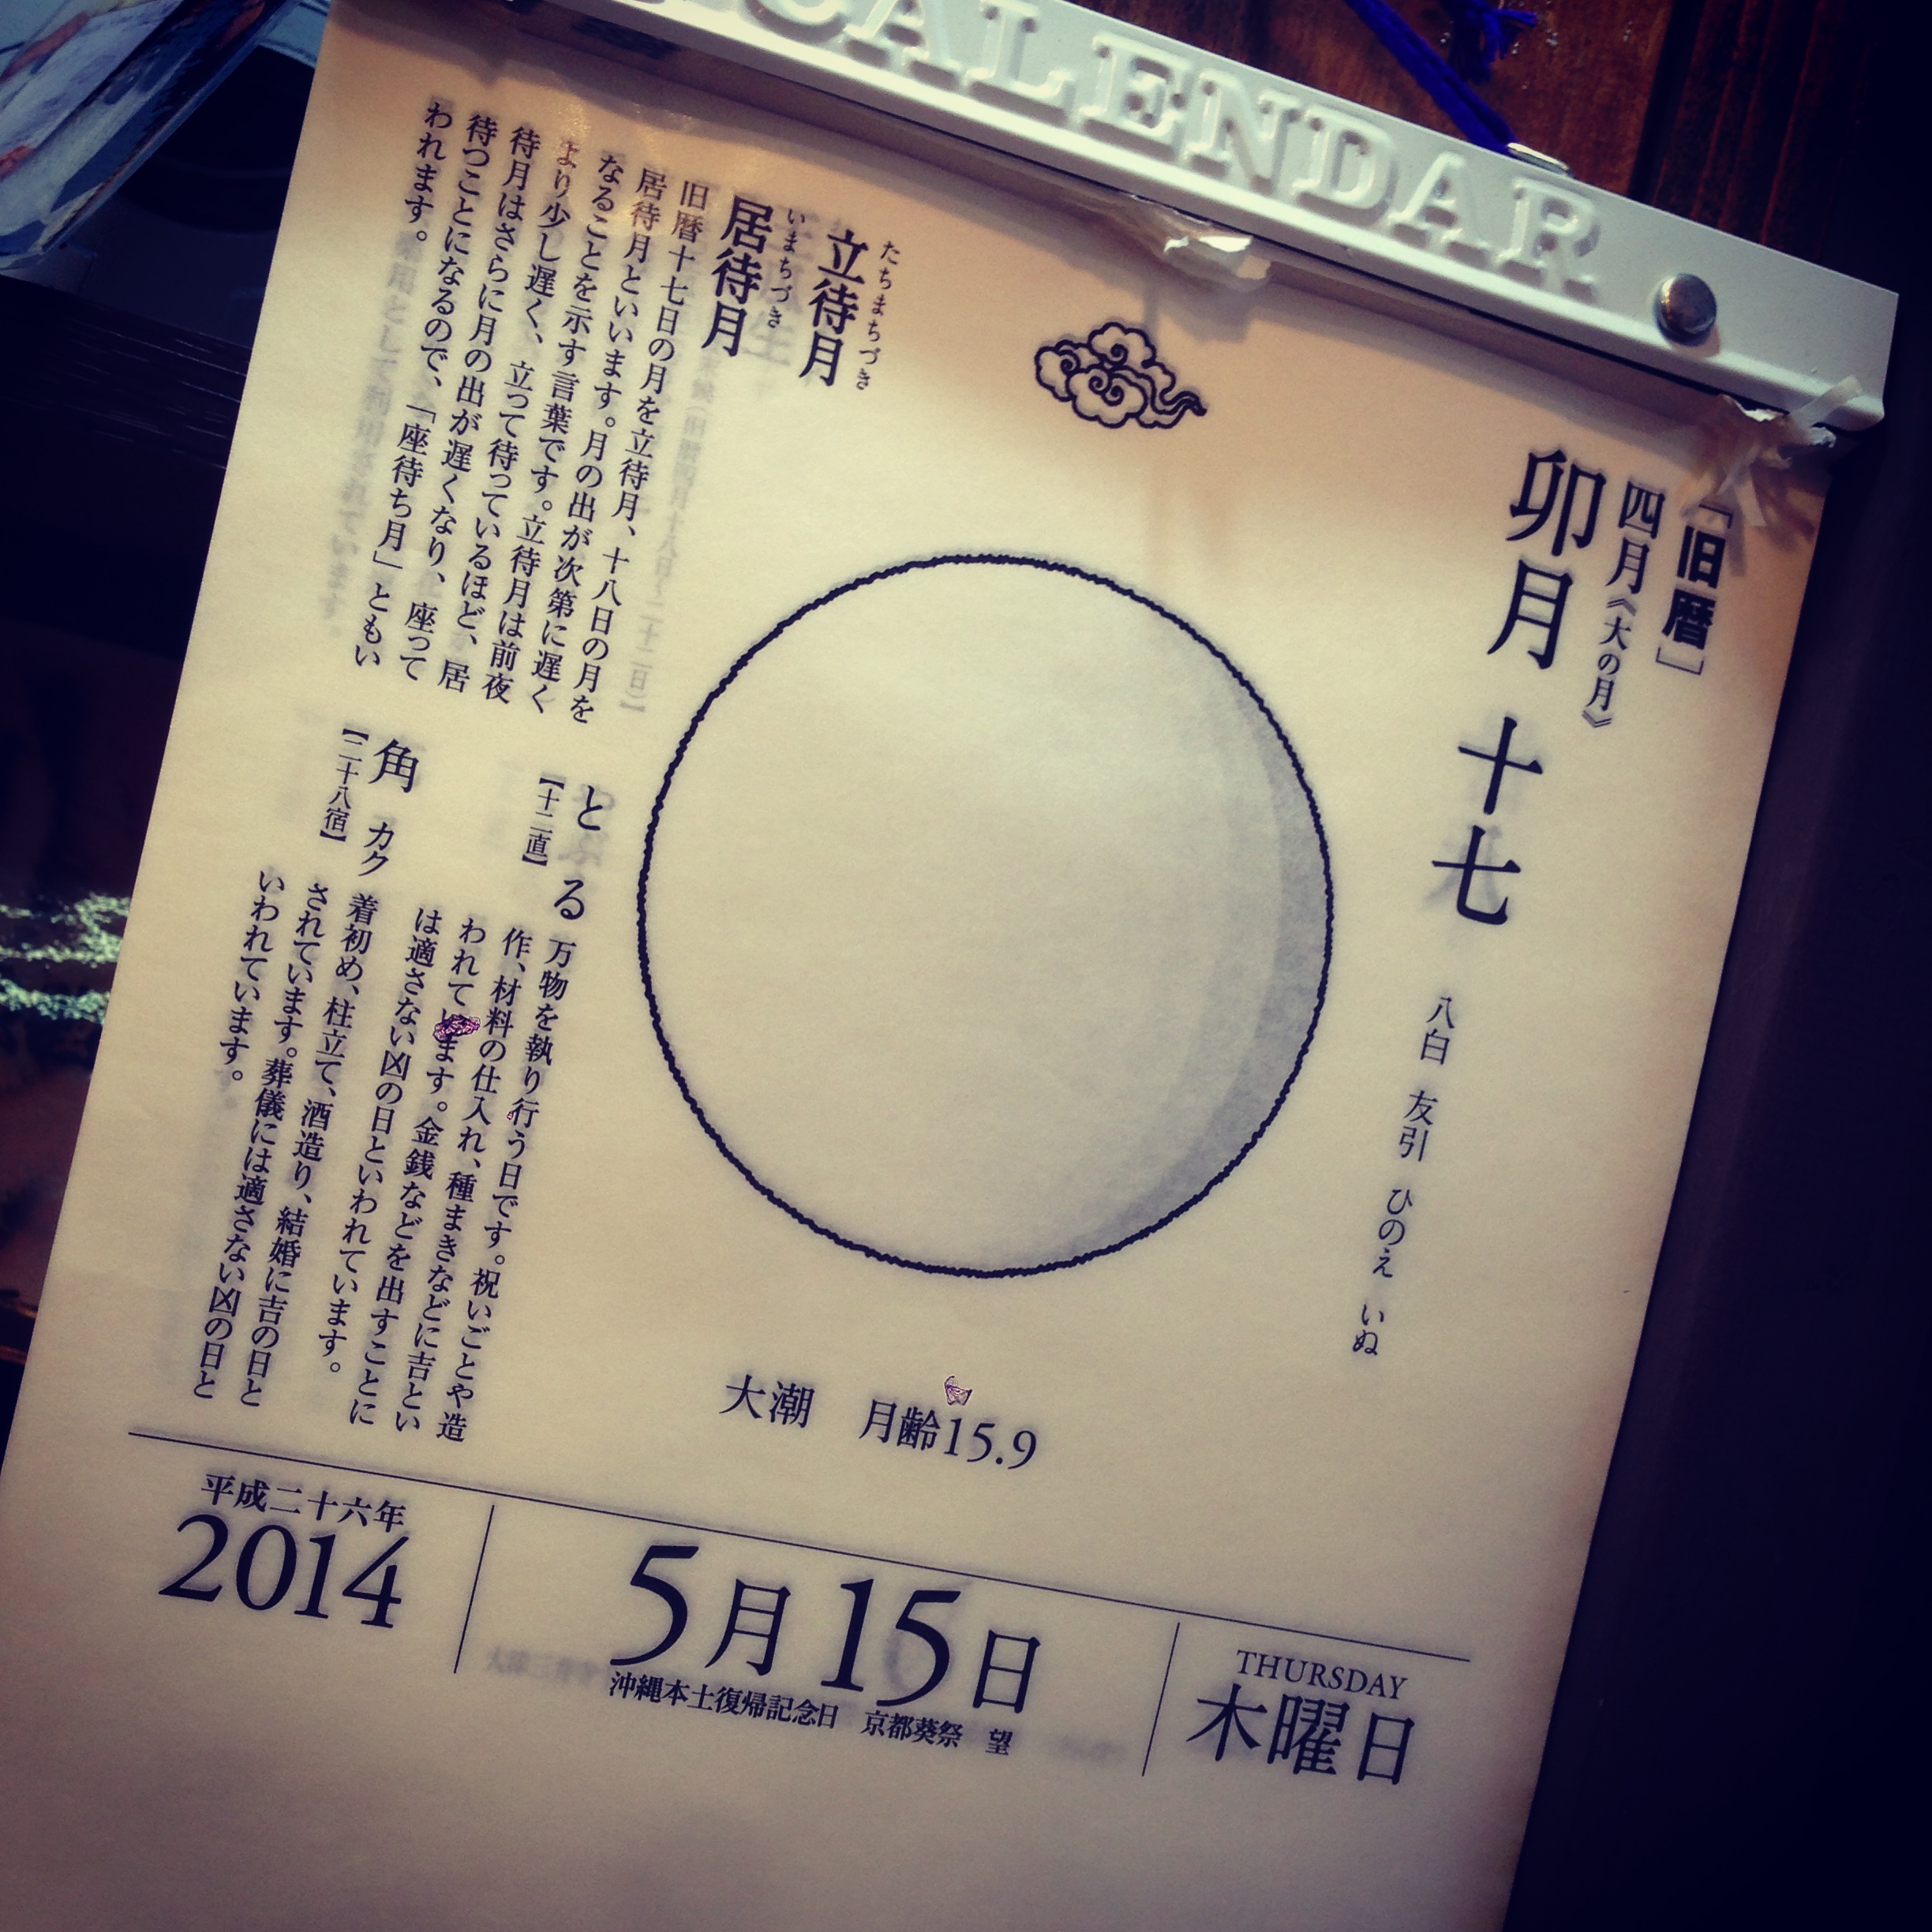 CALENDAR
［旧暦］
四月《大の月》
卯月 十七
八白 友引 ひのえ いぬ
たちまちづき
立待月
いまちづき
居待月
旧暦十七日の月を立待月、十八日の月を
居待月といいます。月の出が次第に遅く
なることを示す言葉です。立待月は前夜
より少し遅く、立って待っているほど、居
待月はさらに月の出が遅くなり、座って
待つことになるので、「座待ち月」ともい
われます。
とる
【十二直】
万物を執り行う日です。祝いごとや造
作、材料の仕入れ、種まきなどに吉とい
われています。金銭などを出すことに
は適さない凶の日といわれています。
角 カク
【二十八宿】
着初め、柱立て、酒造り、結婚に吉の日と
されています。葬儀には適さない凶の日と
いわれています。
大潮 月齢15.9
平成二十六年
2014
5月15日
沖縄本土復帰記念日 京都葵祭 望
THURSDAY
木曜日